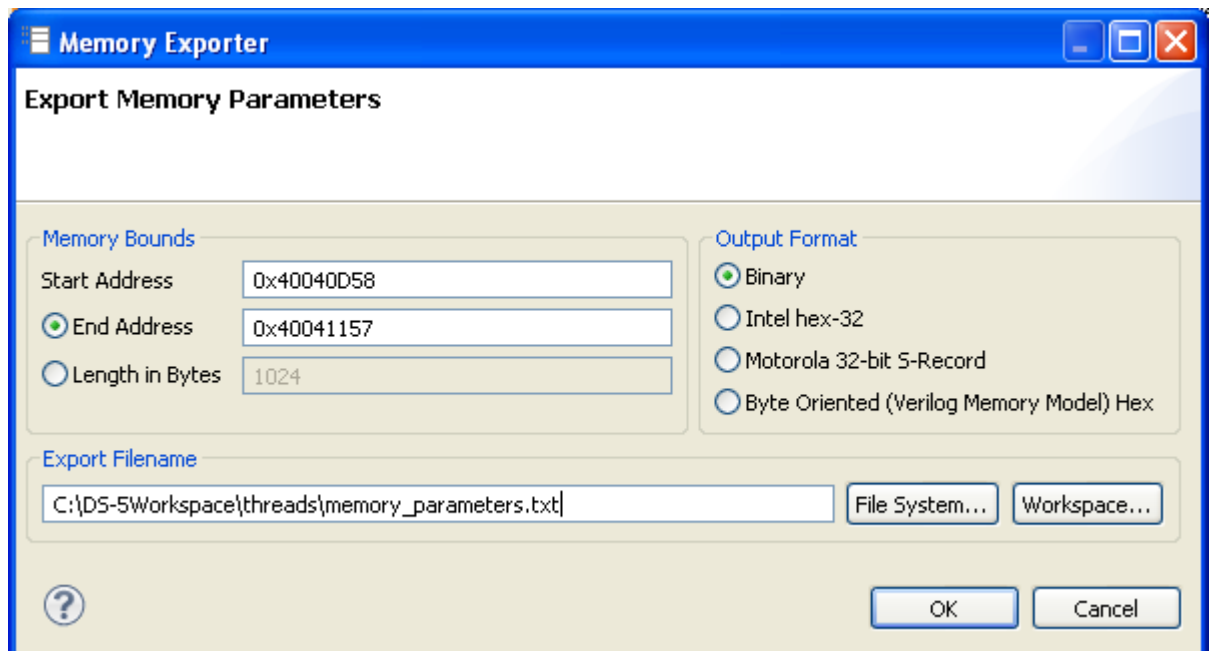 Memory Exporter
Export Memory Parameters
Memory Bounds
Start Address 0x40040D58
End Address 0x40041157
Length in Bytes 1024
Output Format
Binary
Intel hex-32
Motorola 32-bit S-Record
Byte Oriented (Verilog Memory Model) Hex
Export Filename
C:\DS-5Workspace\threads\memory_parameters.txt File System... Workspace...
? OK Cancel